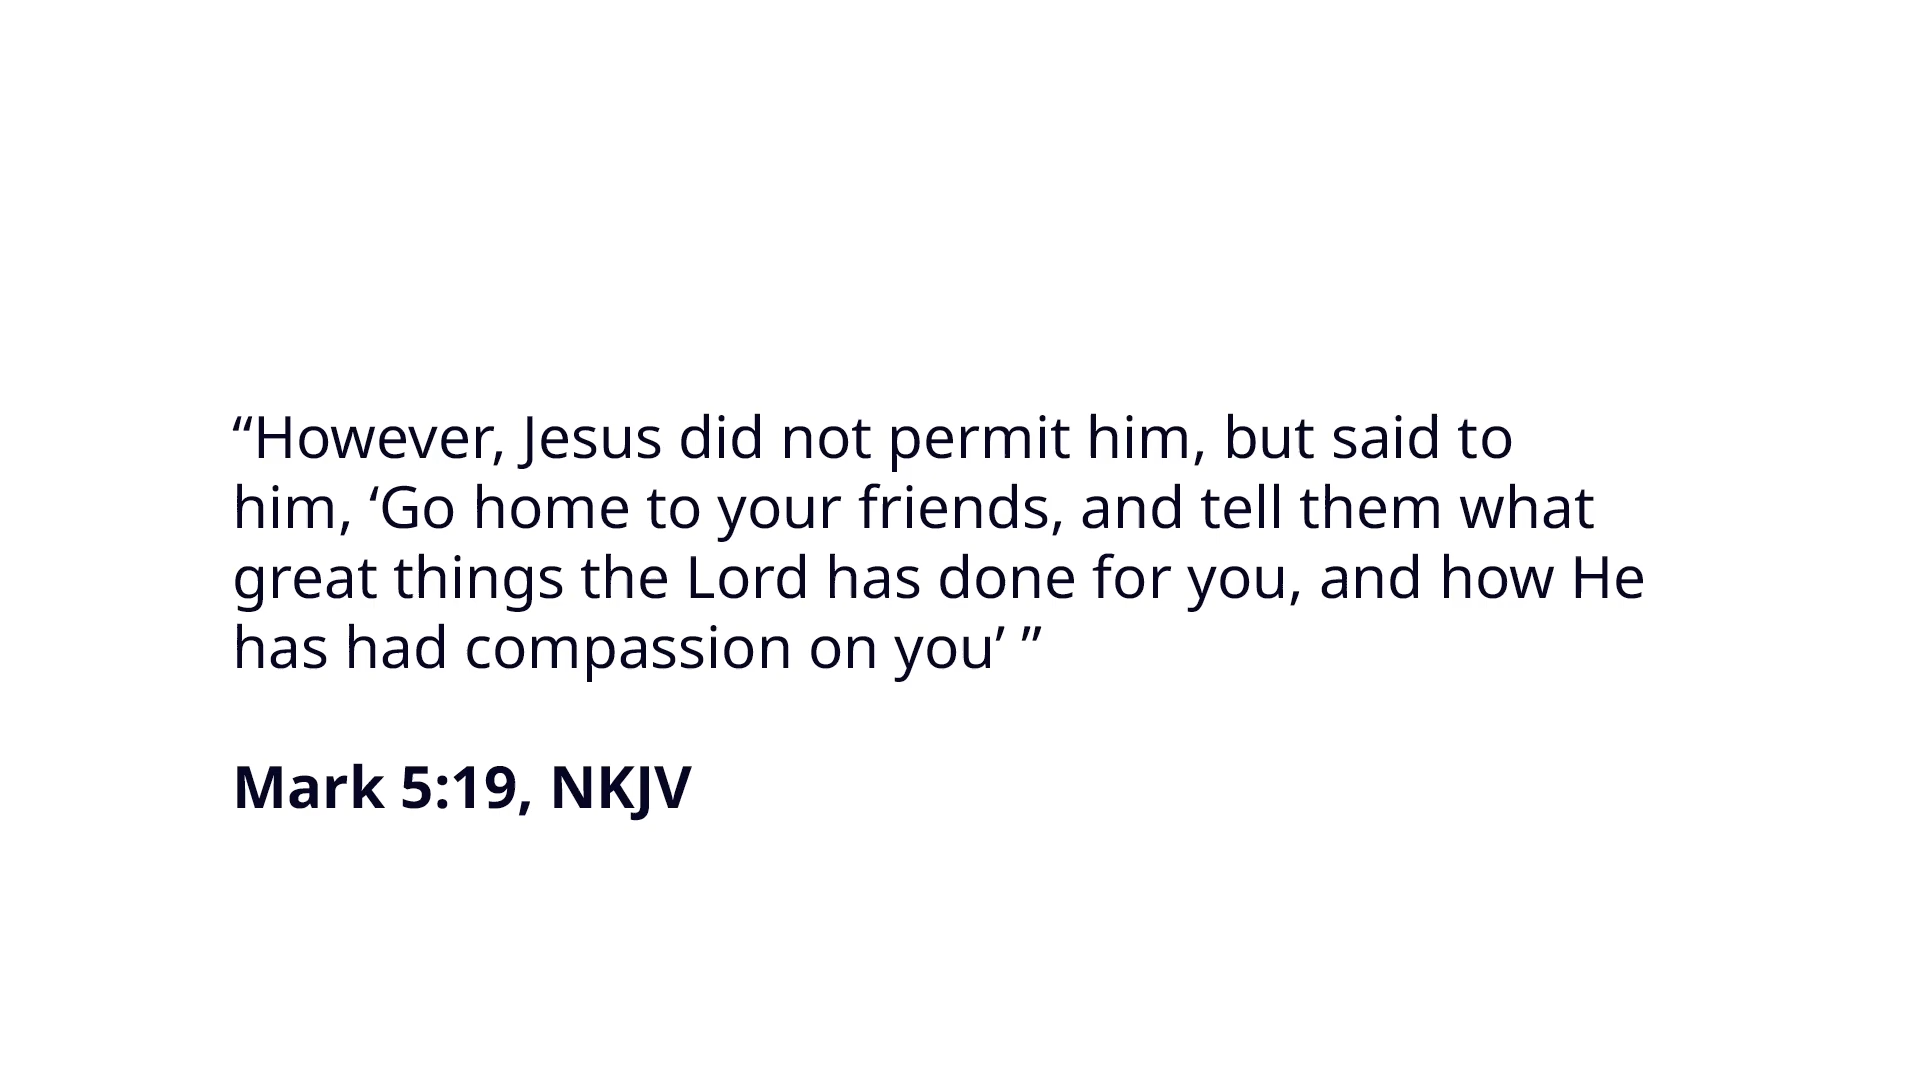 “However, Jesus did not permit him, but said to
him, ‘Go home to your friends, and tell them what
great things the Lord has done for you, and how He
has had compassion on you’ ”
Mark 5:19, NKJV